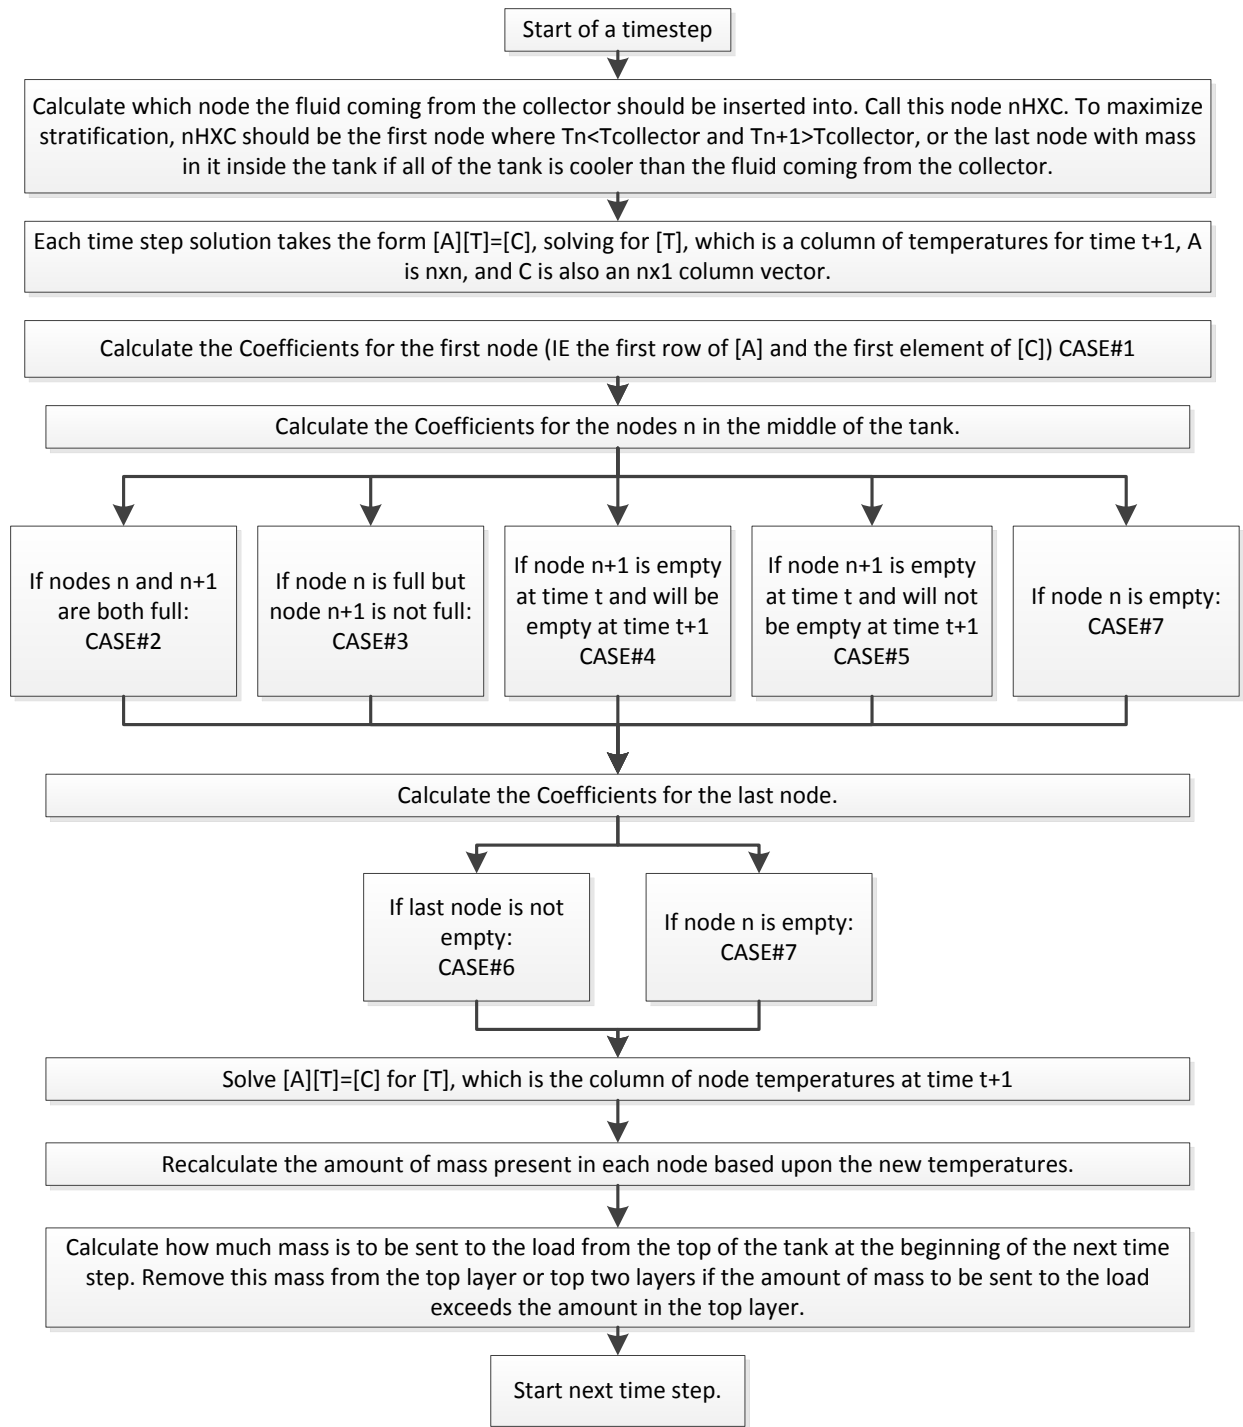 Start of a timestep
Calculate which node the fluid coming from the collector should be inserted into. Call this node nHXC. To maximize
stratification, nHXC should be the first node where Tn<Tcollector and Tn+1>Tcollector, or the last node with mass
in it inside the tank if all of the tank is cooler than the fluid coming from the collector.
Each time step solution takes the form [A][T]=[C], solving for [T], which is a column of temperatures for time t+1, A
is nxn, and C is also an nx1 column vector.
Calculate the Coefficients for the first node (IE the first row of [A] and the first element of [C]) CASE#1
Calculate the Coefficients for the nodes n in the middle of the tank.
If nodes n and n+1
are both full:
CASE#2
If node n is full but
node n+1 is not full:
CASE#3
If node n+1 is empty
at time t and will be
empty at time t+1
CASE#4
If node n+1 is empty
at time t and will not
be empty at time t+1
CASE#5
If node n is empty:
CASE#7
Calculate the Coefficients for the last node.
If last node is not
empty:
CASE#6
If node n is empty:
CASE#7
Solve [A][T]=[C] for [T], which is the column of node temperatures at time t+1
Recalculate the amount of mass present in each node based upon the new temperatures.
Calculate how much mass is to be sent to the load from the top of the tank at the beginning of the next time
step. Remove this mass from the top layer or top two layers if the amount of mass to be sent to the load
exceeds the amount in the top layer.
Start next time step.